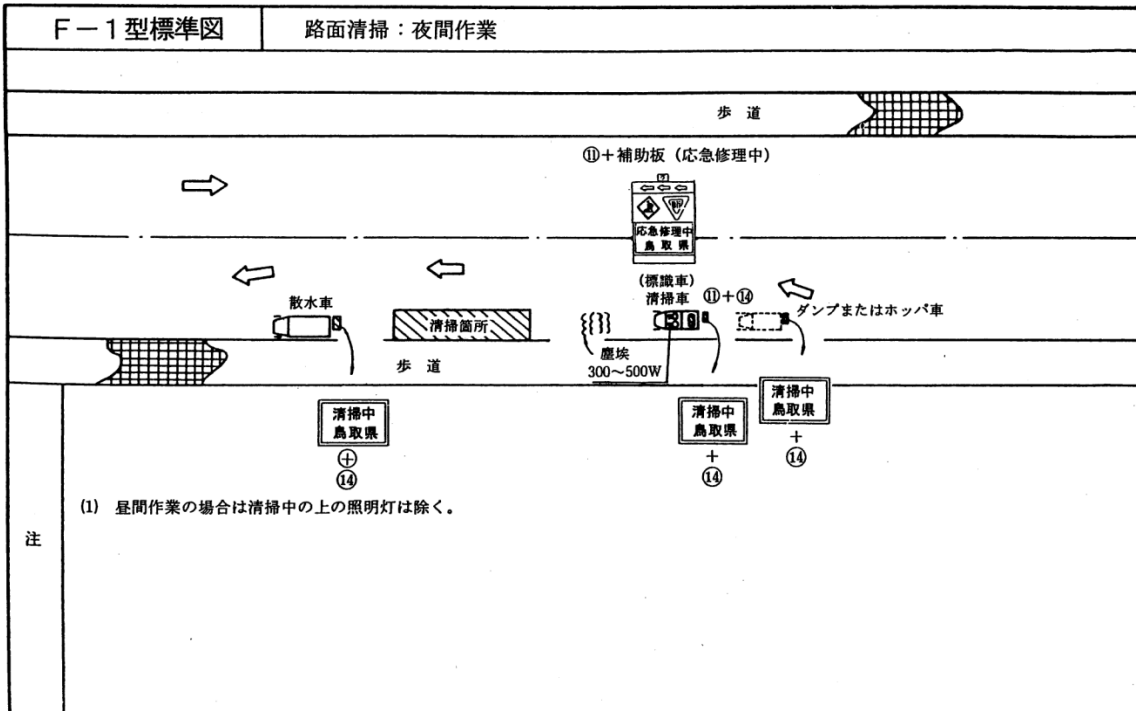 F－1型標準図
路面清掃：夜間作業
歩 道
⑪＋補助板（応急修理中）
応急修理中
鳥 取 県
(標識車)
清掃車
⑪＋⑭
ダンプまたはホッパ車
散水車
清掃箇所
塵埃
300〜500W
歩 道
清掃中
鳥取県
＋
⑭
清掃中
鳥取県
＋
⑭
清掃中
鳥取県
＋
⑭
注
(1) 昼間作業の場合は清掃中の上の照明灯は除く。